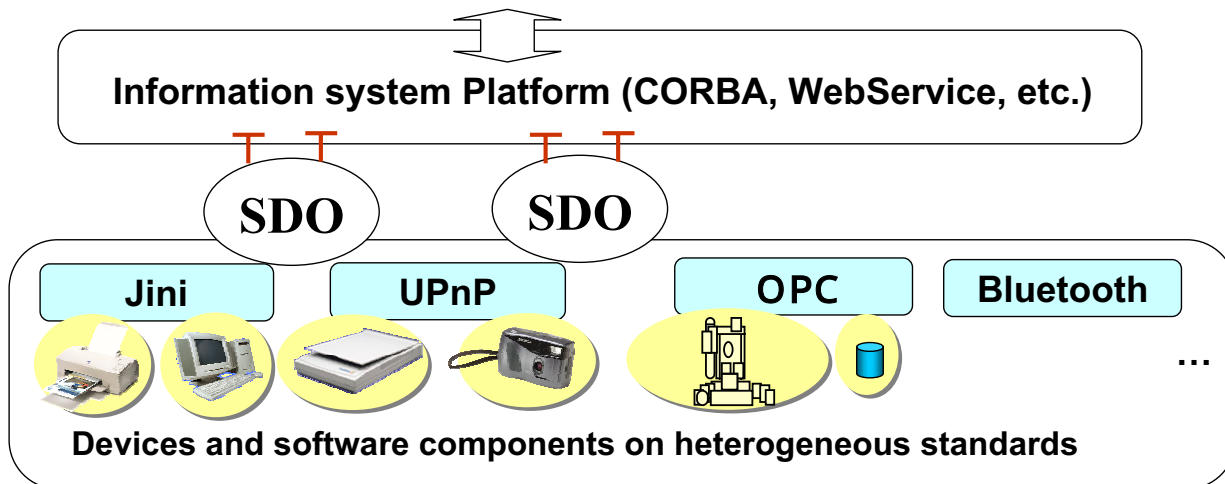 Information system Platform (CORBA, WebService, etc.)
SDO SDO
Jini UPnP OPC Bluetooth
...
Devices and software components on heterogeneous standards